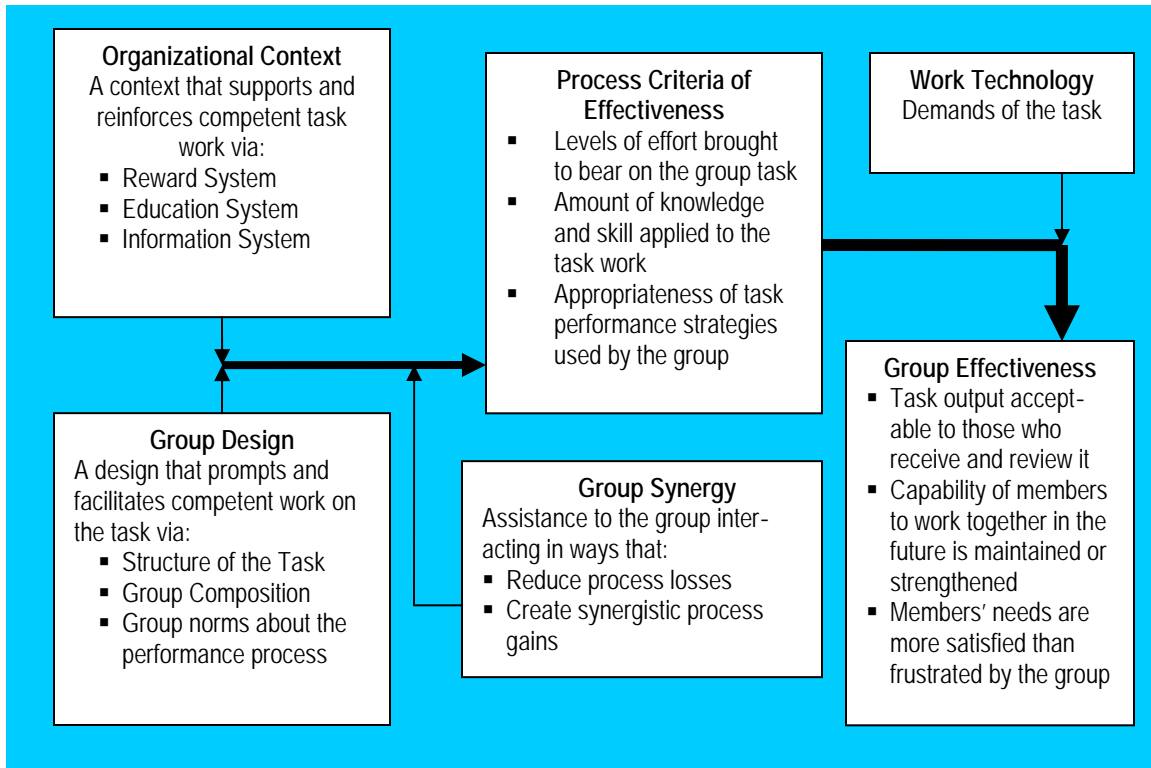 Organizational Context
A context that supports and
reinforces competent task
work via:
▪ Reward System
▪ Education System
▪ Information System
Group Design
A design that prompts and
facilitates competent work on
the task via:
▪ Structure of the Task
▪ Group Composition
▪ Group norms about the
performance process
Process Criteria of
Effectiveness
▪ Levels of effort brought
to bear on the group task
▪ Amount of knowledge
and skill applied to the
task work
▪ Appropriateness of task
performance strategies
used by the group
Group Synergy
Assistance to the group inter-
acting in ways that:
▪ Reduce process losses
▪ Create synergistic process
gains
Work Technology
Demands of the task
Group Effectiveness
▪ Task output accept-
able to those who
receive and review it
▪ Capability of members
to work together in the
future is maintained or
strengthened
▪ Members’ needs are
more satisfied than
frustrated by the group